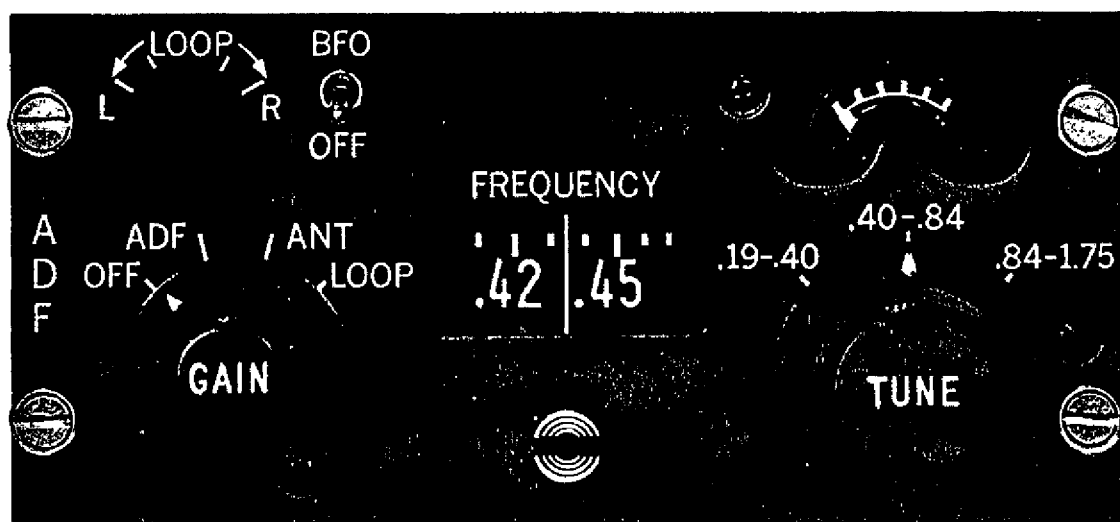 LOOP
L R
BFO
OFF
FREQUENCY
.42 .45
ADF
OFF ADF ANT LOOP
GAIN
.19-.40 .40-.84 .84-1.75
TUNE